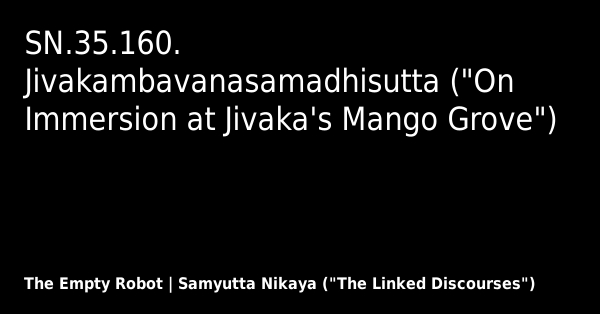 SN.35.160.
Jivakambavanasamadhisutta ("On
Immersion at Jivaka's Mango Grove")
The Empty Robot | Samyutta Nikaya ("The Linked Discourses")